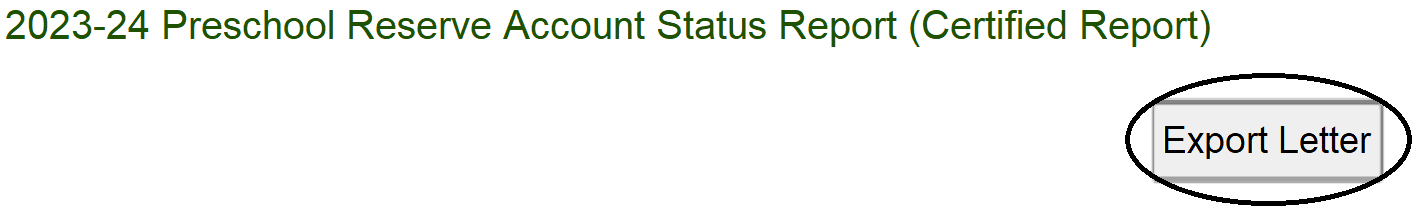 2023-24 Preschool Reserve Account Status Report (Certified Report)
Export Letter